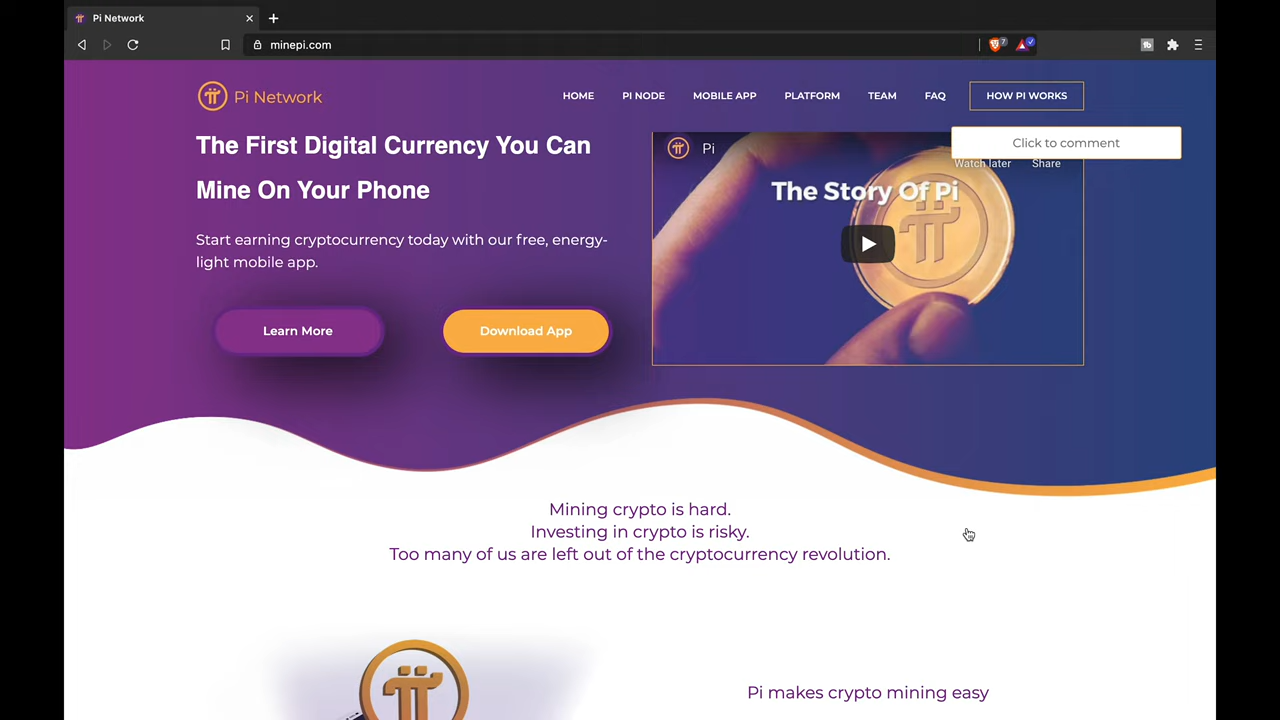 Pi Network
minepi.com
7
Pi Network
HOME
PI NODE
MOBILE APP
PLATFORM
TEAM
FAQ
HOW PI WORKS
The First Digital Currency You Can
Mine On Your Phone
Start earning cryptocurrency today with our free, energy-
light mobile app.
Learn More
Download App
Pi
Click to comment
Watch later
Share
The Story Of Pi
Mining crypto is hard.
Investing in crypto is risky.
Too many of us are left out of the cryptocurrency revolution.
Pi makes crypto mining easy